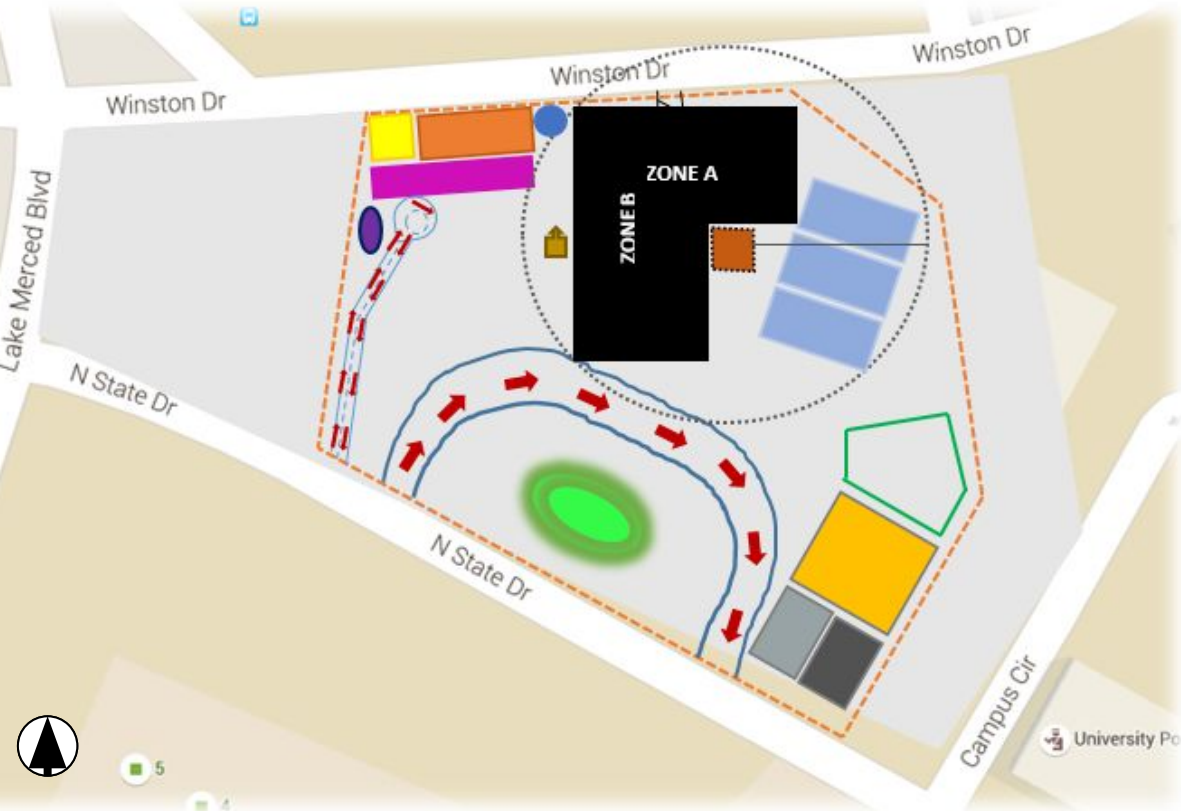 Winston Dr
Winston Dr
Winston Dr
Lake Merced Blvd
ZONE A
ZONE B
N State Dr
N State Dr
Campus Cir
University
5
4